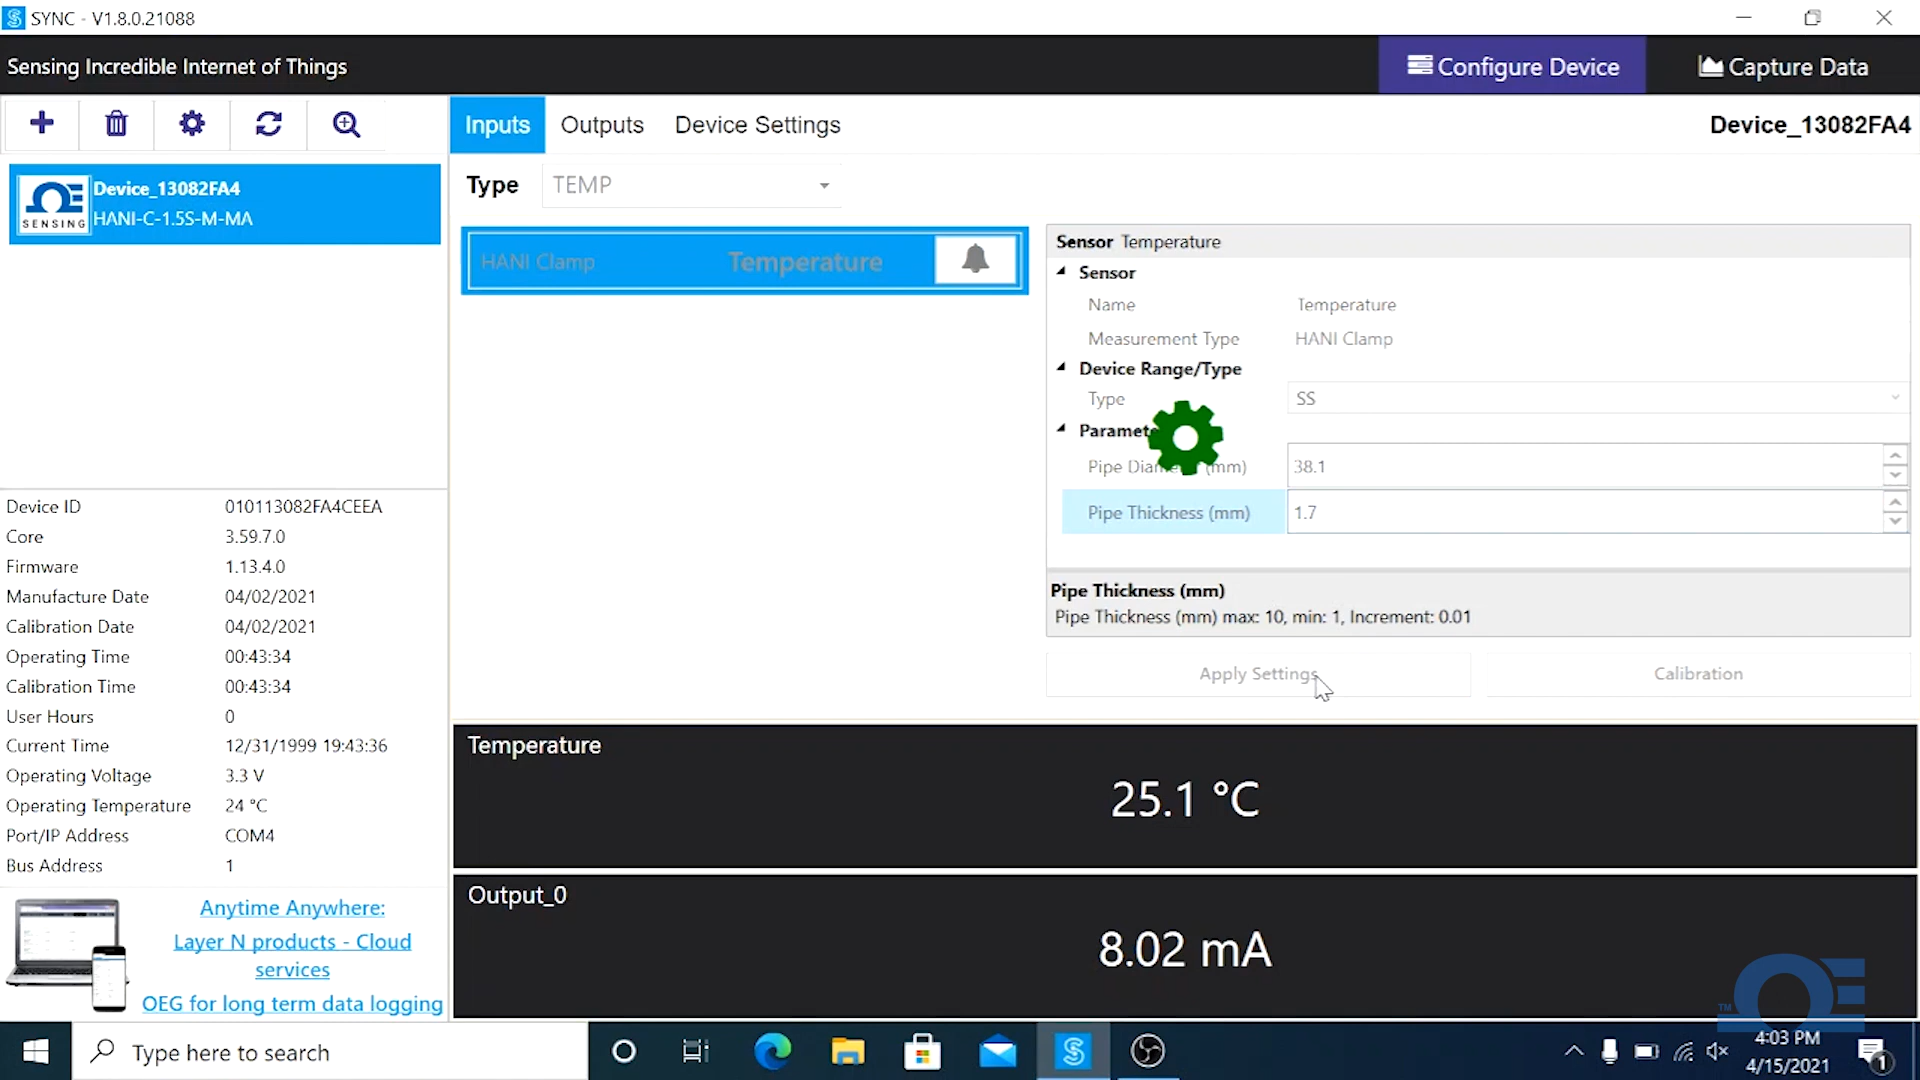 SYNC - V1.8.0.21088
Sensing Incredible Internet of Things
Configure Device
Capture Data
Inputs
Outputs
Device Settings
Device_13082FA4
SENSING
Device_13082FA4
HANI-C-1.5S-M-MA
Type
TEMP
HANI Clamp
Temperature
Sensor Temperature
Sensor
Name Temperature
Measurement Type HANI Clamp
Device Range/Type
Type SS
Pipe (mm) 38.1
Pipe Thickness (mm) 1.7
Pipe Thickness (mm)
Pipe Thickness (mm) max: 10, min: 1, Increment: 0.01
Apply Settings
Calibration
Device ID 010113082FA4CEEA
Core 3.59.7.0
Firmware 1.13.4.0
Manufacture Date 04/02/2021
Calibration Date 04/02/2021
Operating Time 00:43:34
Calibration Time 00:43:34
User Hours 0
Current Time 12/31/1999 19:43:36
Operating Voltage 3.3 V
Operating Temperature 24 °C
Port/IP Address COM4
Bus Address 1
Anytime Anywhere:
Layer N products - Cloud
services
OEG for long term data logging
Temperature
25.1 °C
Output_0
8.02 mA
TM
Type here to search
4:03 PM
4/15/2021
1